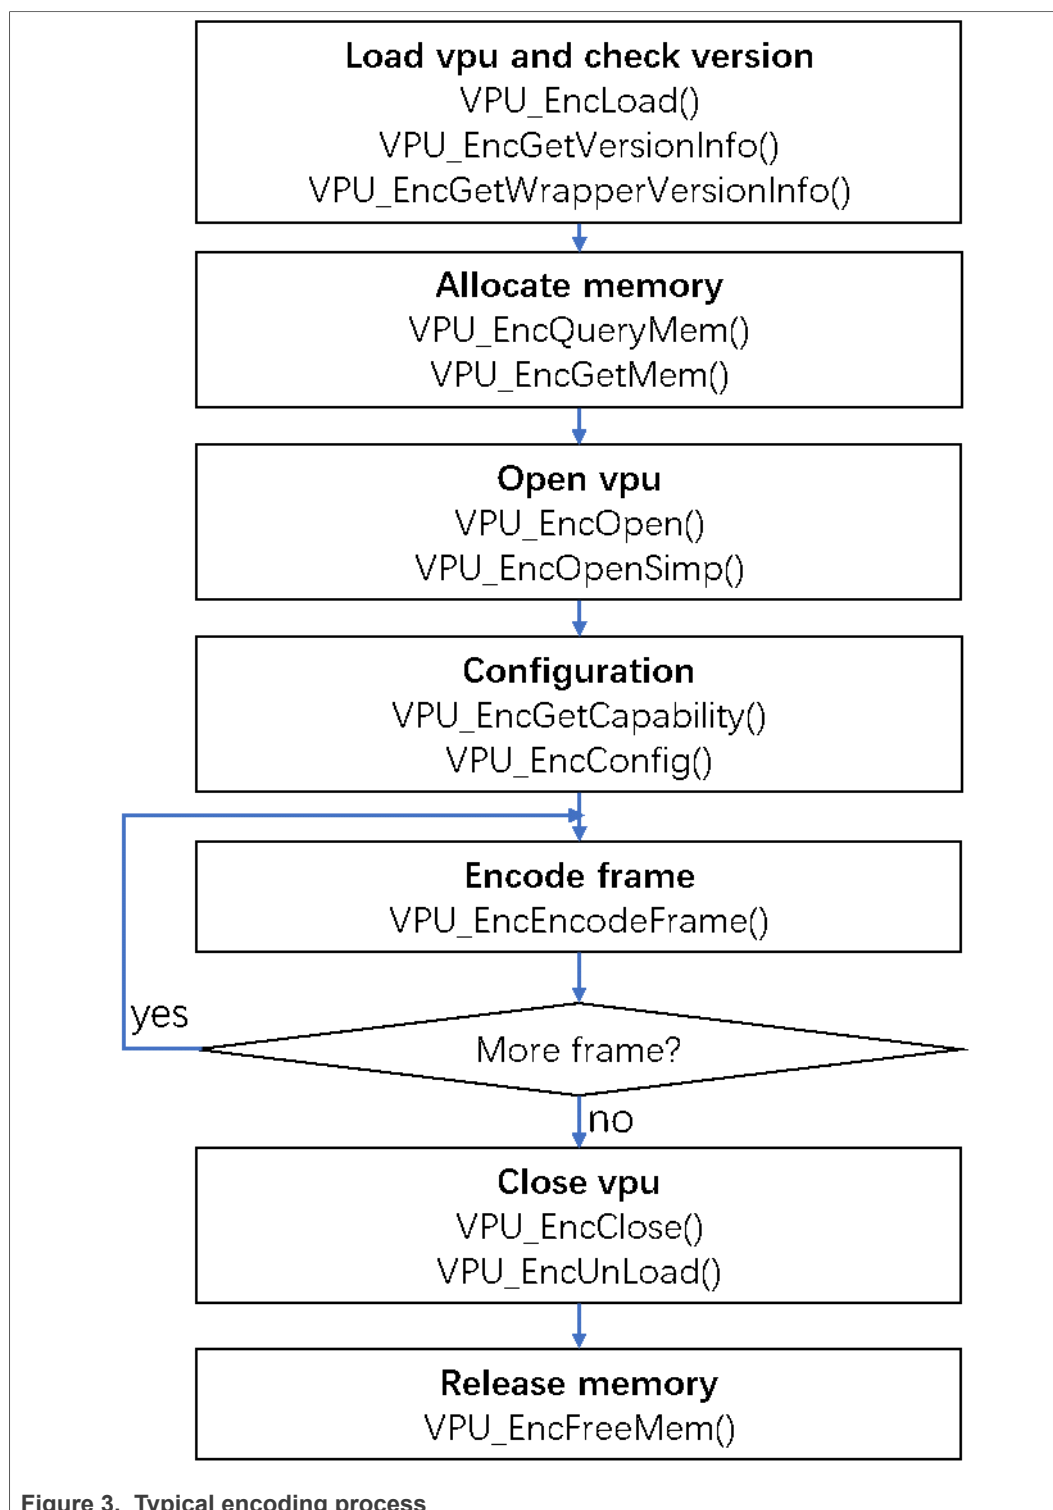 Load vpu and check version
VPU_EncLoad()
VPU_EncGetVersionInfo()
VPU_EncGetWrapperVersionInfo()
Allocate memory
VPU_EncQueryMem()
VPU_EncGetMem()
Open vpu
VPU_EncOpen()
VPU_EncOpenSimp()
Configuration
VPU_EncGetCapability()
VPU_EncConfig()
Encode frame
VPU_EncEncodeFrame()
yes
More frame?
no
Close vpu
VPU_EncClose()
VPU_EncUnLoad()
Release memory
VPU_EncFreeMem()
Figure 3. Typical encoding process